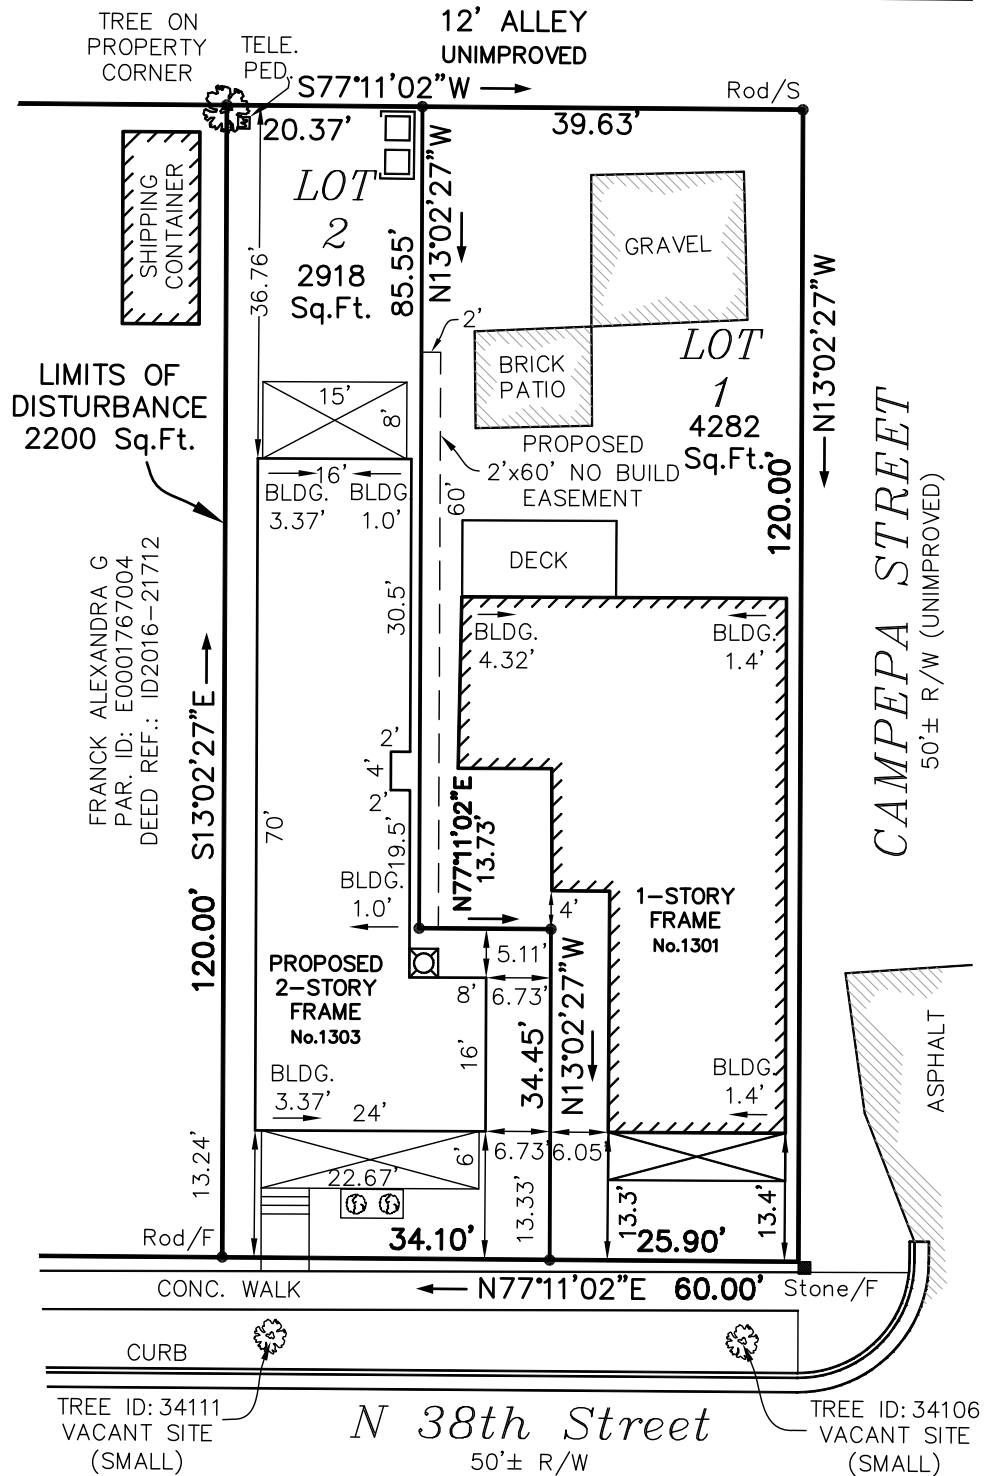 TREE ON
PROPERTY
CORNER
TELE.
PED.
12' ALLEY
UNIMPROVED
S77°11'02"W
Rod/S
20.37'
39.63'
SHIPPING
CONTAINER
LOT
2
2918
Sq.Ft.
36.76'
85.55'
N13°02'27"W
GRAVEL
2'
BRICK
PATIO
LOT
1
4282
Sq.Ft.
N13°02'27"W
120.00'
LIMITS OF
DISTURBANCE
2200 Sq.Ft.
15'
8'
PROPOSED
2'x60' NO BUILD
EASEMENT
60'
16'
BLDG.
3.37'
BLDG.
1.0'
DECK
CAMPEPA STREET
50'± R/W (UNIMPROVED)
FRANCK ALEXANDRA G
PAR. ID: E0001767004
DEED REF.: ID2016-21712
120.00' S13°02'27"E
30.5'
BLDG.
4.32'
BLDG.
1.4'
2'
4'
2'
70'
19.5'
N77°11'02"E
13.73'
BLDG.
1.0'
4'
1-STORY
FRAME
No.1301
PROPOSED
2-STORY
FRAME
No.1303
5.11'
8'
6.73'
16'
34.45'
N13°02'27"W
BLDG.
3.37'
24'
BLDG.
1.4'
ASPHALT
13.24'
6'
22.67'
6.73'
6.05'
13.33'
13.3'
13.4'
Rod/F
34.10'
25.90'
CONC. WALK
N77°11'02"E 60.00'
Stone/F
CURB
TREE ID: 34111
VACANT SITE
(SMALL)
N 38th Street
50'± R/W
TREE ID: 34106
VACANT SITE
(SMALL)